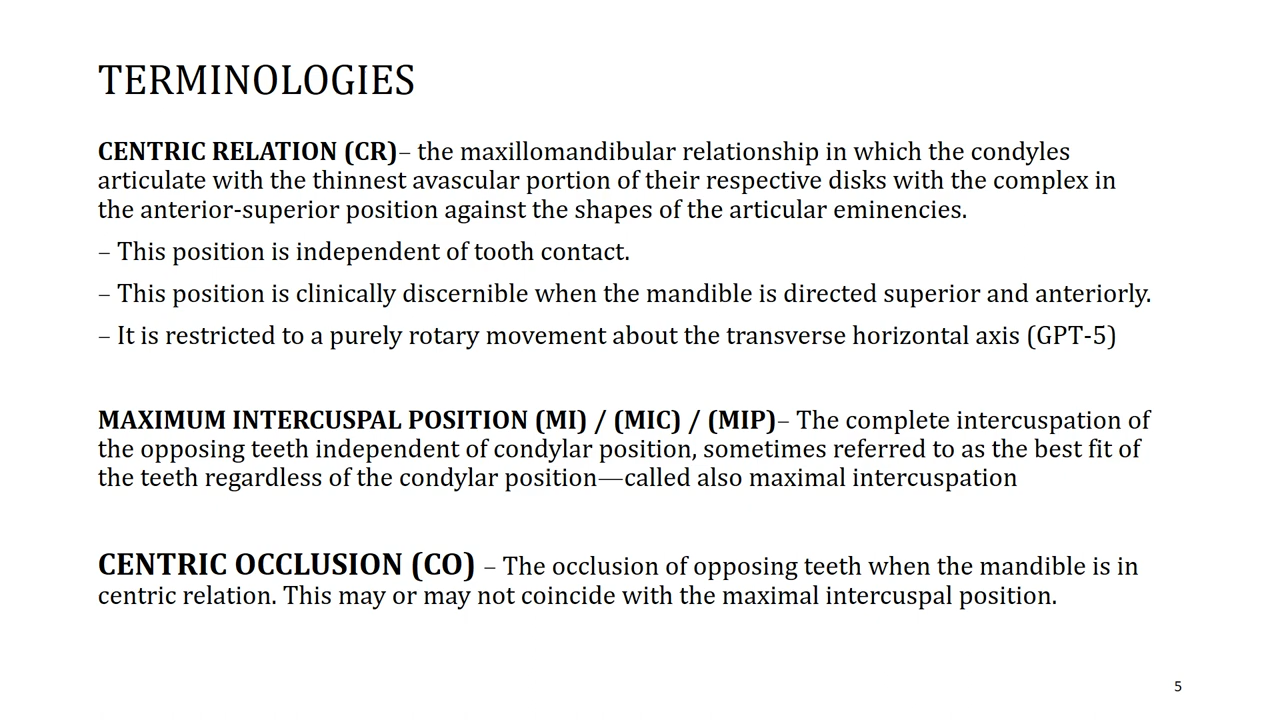 TERMINOLOGIES
CENTRIC RELATION (CR)– the maxillomandibular relationship in which the condyles
articulate with the thinnest avascular portion of their respective disks with the complex in
the anterior-superior position against the shapes of the articular eminencies.
– This position is independent of tooth contact.
– This position is clinically discernible when the mandible is directed superior and anteriorly.
– It is restricted to a purely rotary movement about the transverse horizontal axis (GPT-5)
MAXIMUM INTERCUSPAL POSITION (MI) / (MIC) / (MIP)– The complete intercuspation of
the opposing teeth independent of condylar position, sometimes referred to as the best fit of
the teeth regardless of the condylar position—called also maximal intercuspation
CENTRIC OCCLUSION (CO) – The occlusion of opposing teeth when the mandible is in
centric relation. This may or may not coincide with the maximal intercuspal position.
5